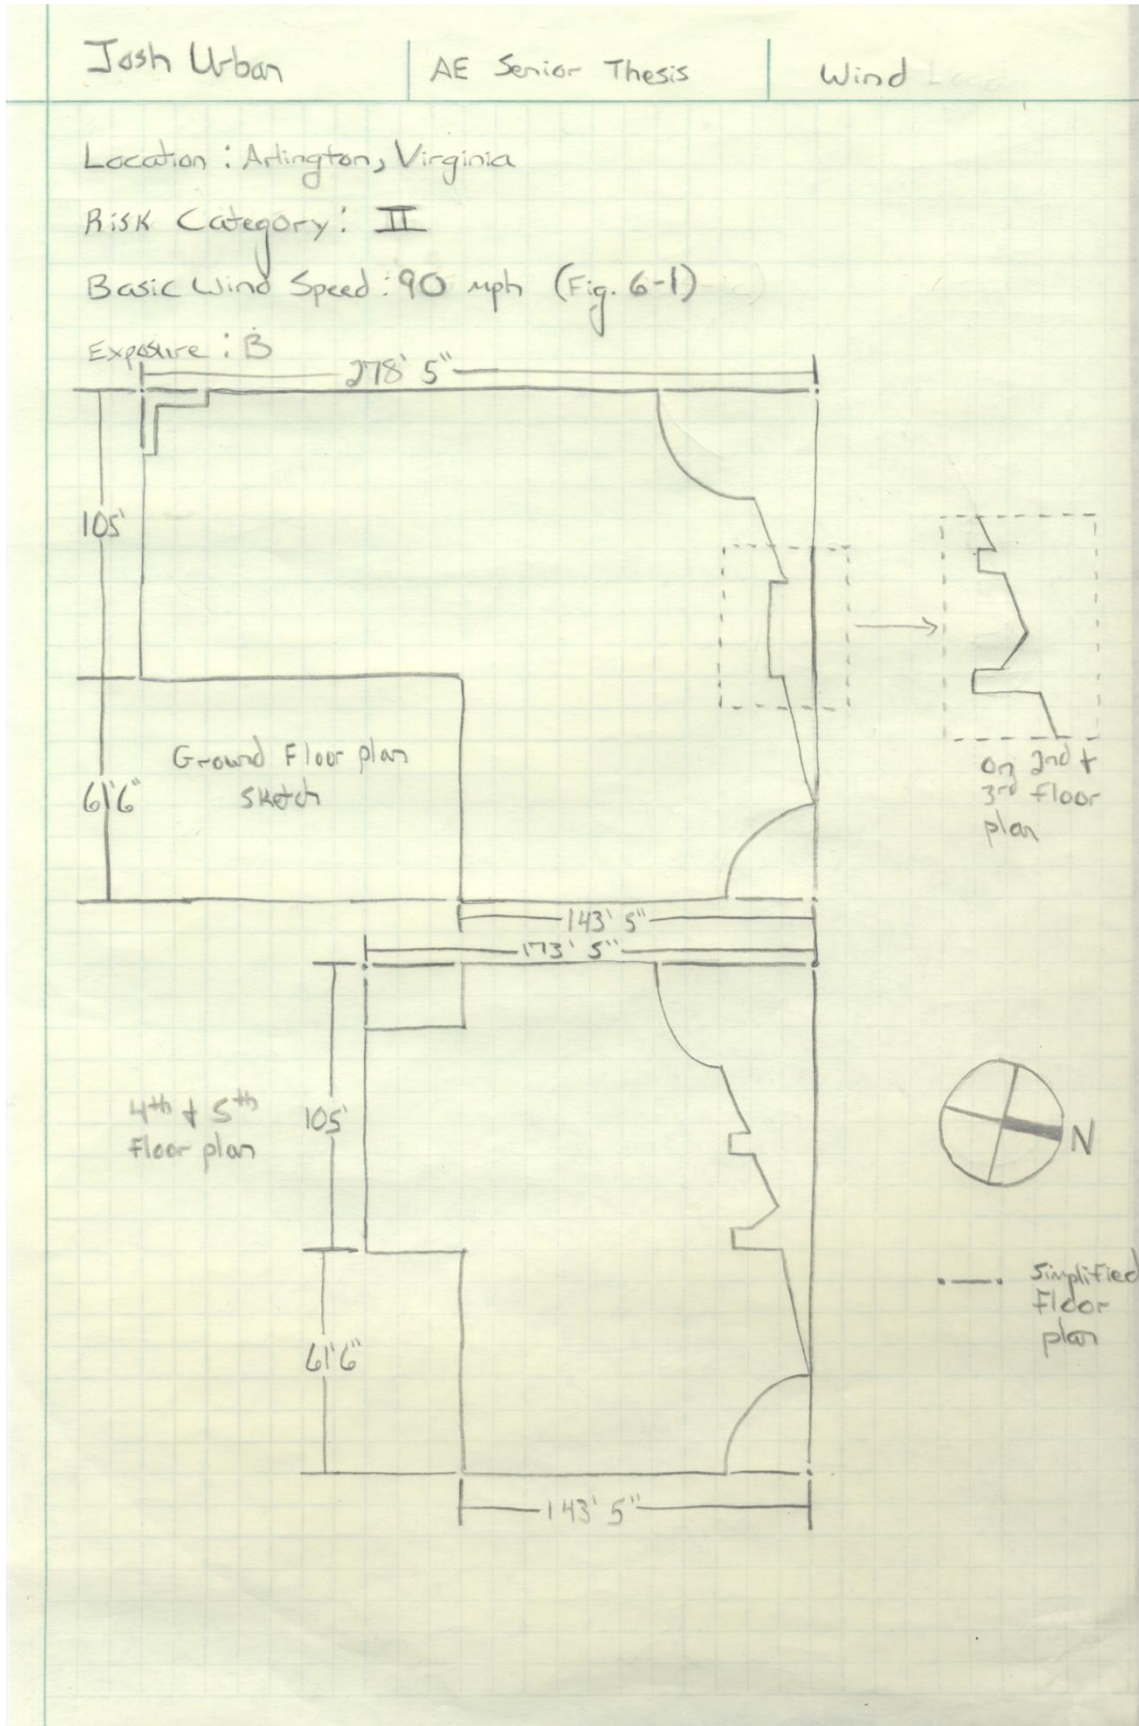 Josh Urban
AE Senior Thesis
Wind Load
Location : Arlington, Virginia
Risk Category: II
Basic Wind Speed : 90 mph (Fig. 6-1)
Exposure : B
278' 5"
105'
61'6"
Ground Floor plan
sketch
on 2nd +
3rd floor
plan
143' 5"
173' 5"
4th + 5th
floor plan
105'
61'6"
143' 5"
N
simplified
floor
plan